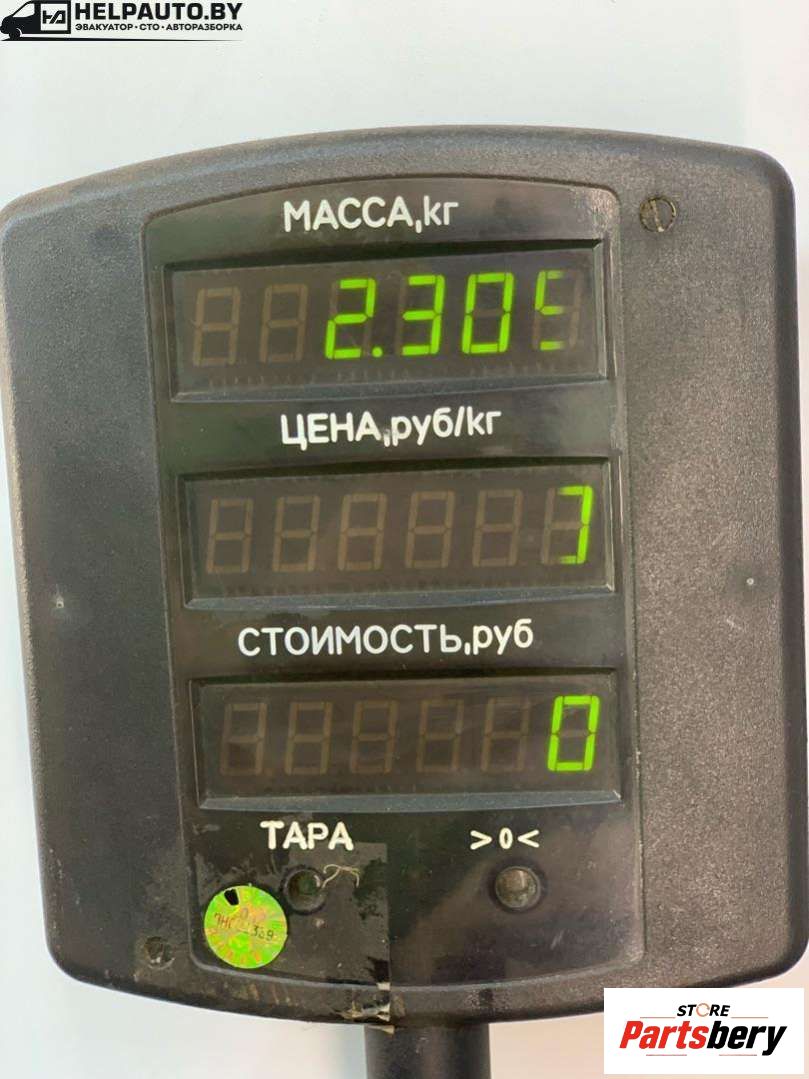 HELPAUTO.BY
ЭВАКУАТОР•СТО•АВТОРАЗБОРКА
МАССА,кг
2.305
ЦЕНА,руб/кг
СТОИМОСТЬ,руб
0
ТАРА >0<
STORE
Partsbery